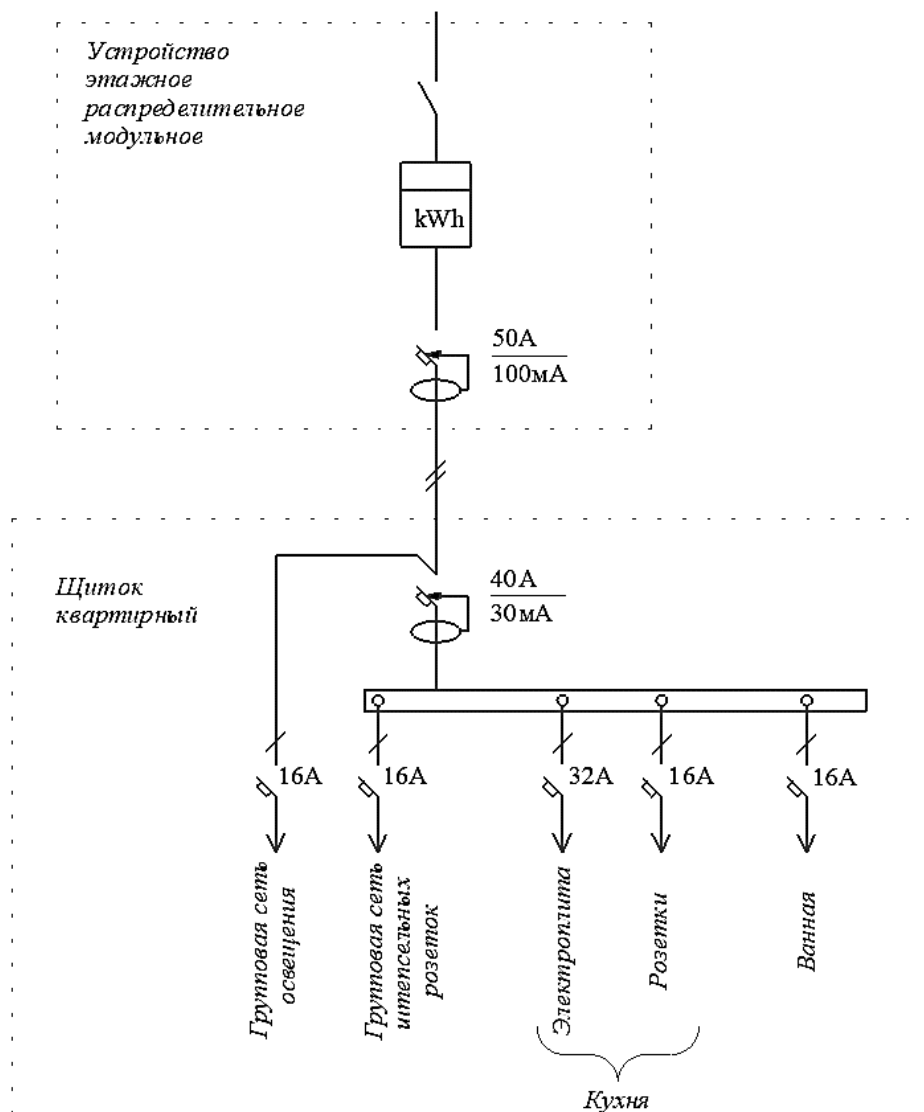 Устройство
этажное
распределительное
модульное
kWh
50А
100мА
Щиток
квартирный
40А
30мА
16А
16А
32А
16А
16А
Групповая сеть
освещения
Групповая сеть
штепсельных
розеток
Электроплита
Розетки
Ванная
Кухня